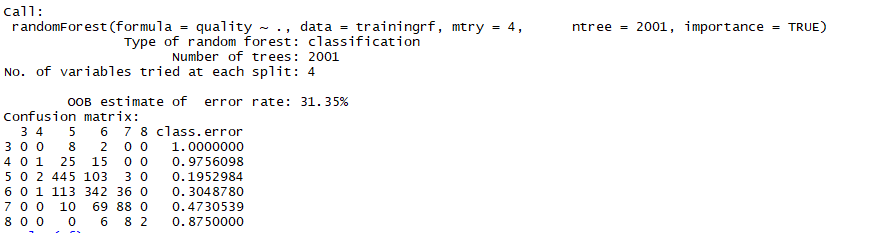 Call:
 randomForest(formula = quality ~ ., data = trainingrf, mtry = 4,      ntree = 2001, importance = TRUE)
               Type of random forest: classification
                     Number of trees: 2001
No. of variables tried at each split: 4
        OOB estimate of  error rate: 31.35%
Confusion matrix:
  3 4   5   6  7 8 class.error
3 0 0   8   2  0 0   1.0000000
4 0 1  25  15  0 0   0.9756098
5 0 2 445 103  3 0   0.1952984
6 0 1 113 342 36 0   0.3048780
7 0 0  10  69 88 0   0.4730539
8 0 0   0   6  8 2   0.8750000